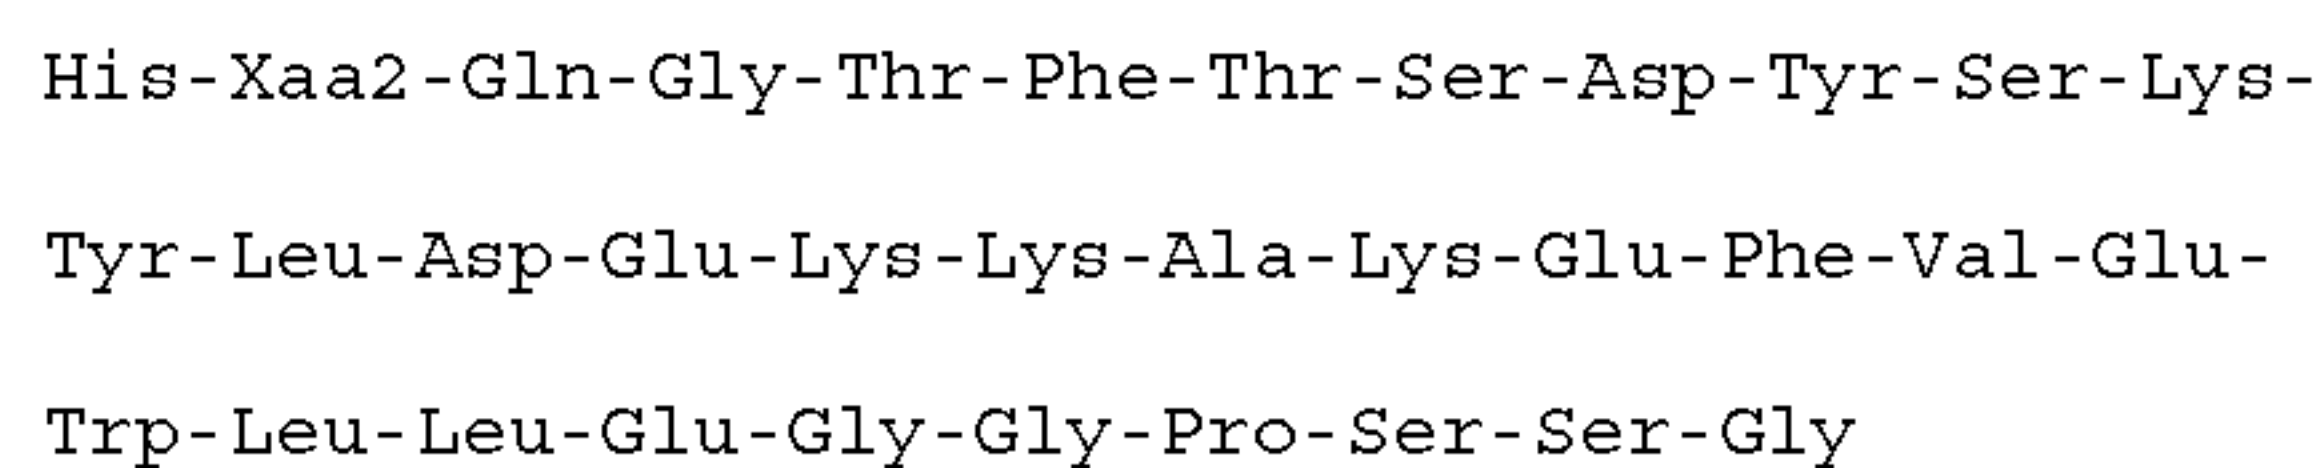 His-Xaa2-Gln-Gly-Thr-Phe-Thr-Ser-Asp-Tyr-Ser-Lys-
Tyr-Leu-Asp-Glu-Lys-Lys-Ala-Lys-Glu-Phe-Val-Glu-
Trp-Leu-Leu-Glu-Gly-Gly-Pro-Ser-Ser-Gly